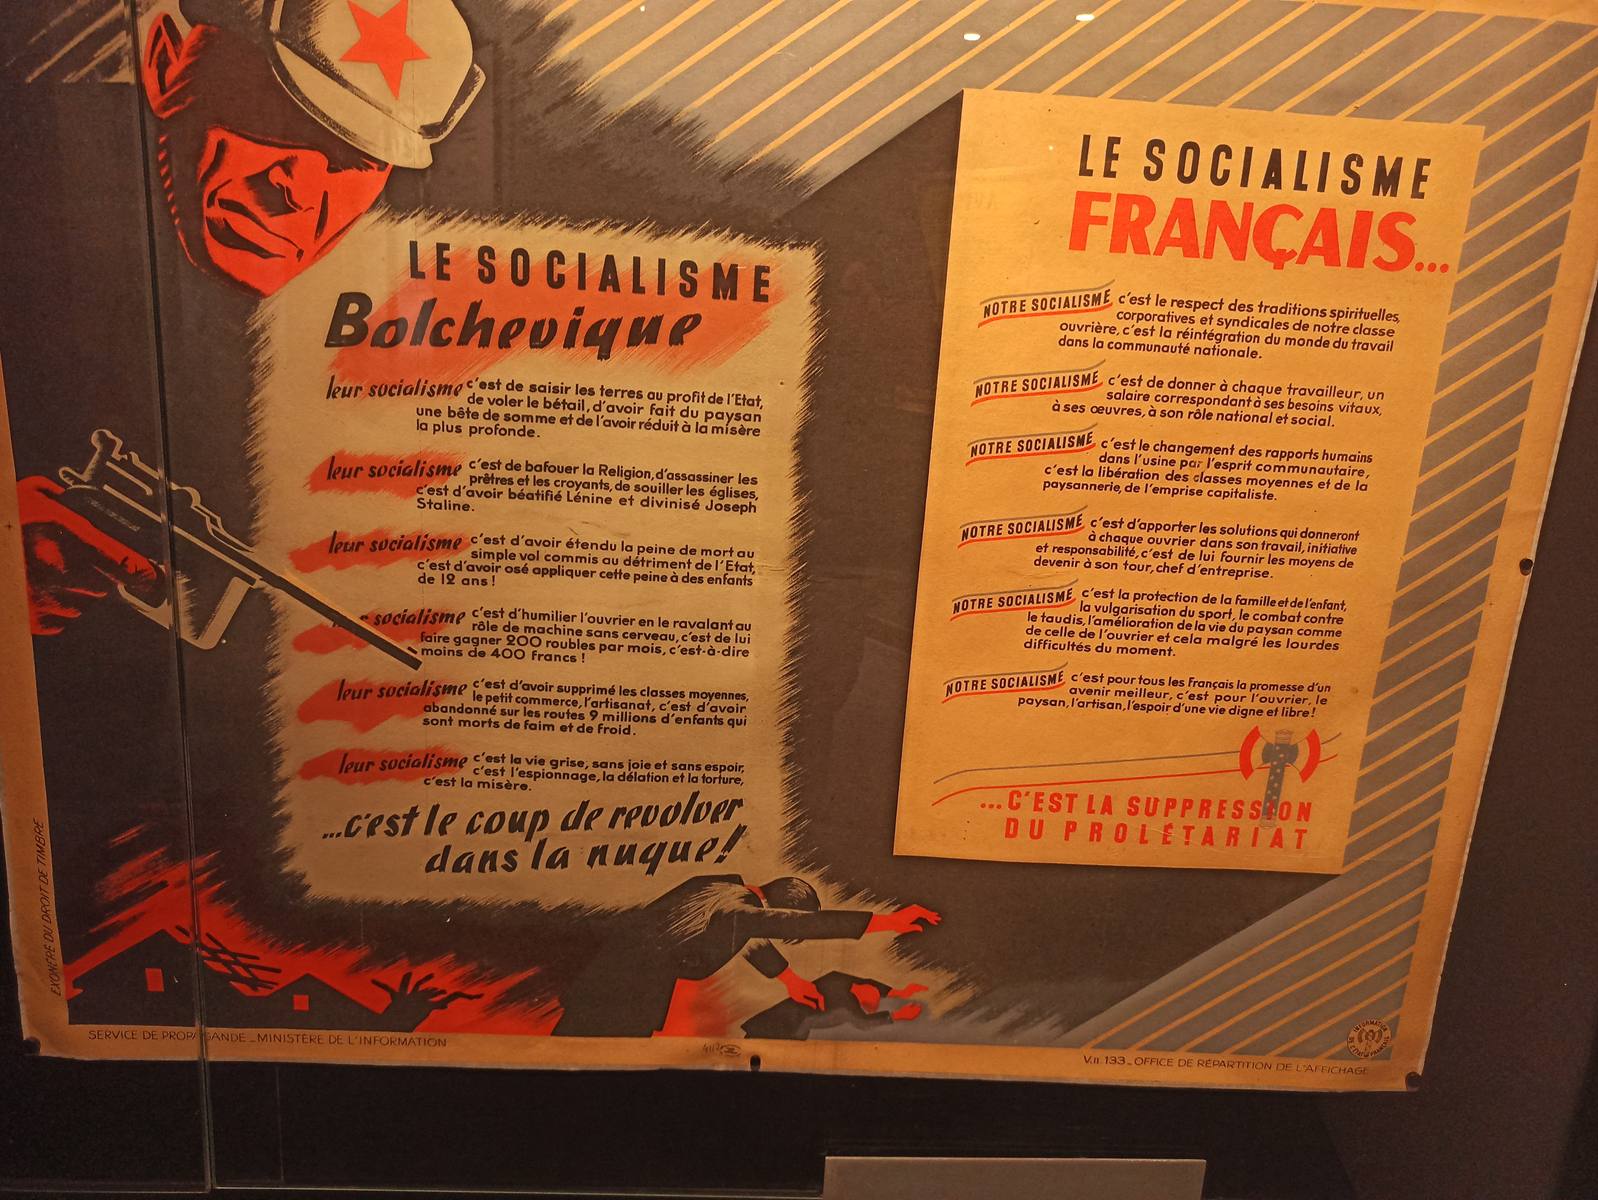 LE SOCIALISME
Bolchevique
leur socialisme c'est de saisir les terres au profit de l'Etat,
de voler le bétail, d'avoir fait du paysan
une bête de somme et de l'avoir réduit à la misère
la plus profonde.
leur socialisme c'est de bafouer la Religion, d'assassiner les
prêtres et les croyants, de souiller les églises,
c'est d'avoir béatifié Lénine et divinisé Joseph
Staline.
leur socialisme c'est d'avoir étendu la peine de mort au
simple vol commis au détriment de l'Etat,
c'est d'avoir osé appliquer cette peine à des enfants
de 12 ans !
socialisme c'est d'humilier l'ouvrier en le ravalant au
rôle de machine sans cerveau, c'est de lui
faire gagner 200 roubles par mois, c'est-à-dire
moins de 400 francs !
leur socialisme c'est d'avoir supprimé les classes moyennes,
le petit commerce, l'artisanat, c'est d'avoir
abandonné sur les routes 9 millions d'enfants qui
sont morts de faim et de froid.
leur socialisme c'est la vie grise, sans joie et sans espoir,
c'est l'espionnage, la délation et la torture,
c'est la misère.
...c'est le coup de revolver
dans la nuque!
LE SOCIALISME
FRANÇAIS...
NOTRE SOCIALISME c'est le respect des traditions spirituelles,
corporatives et syndicales de notre classe
ouvrière, c'est la réintégration du monde du travail
dans la communauté nationale.
NOTRE SOCIALISME c'est de donner à chaque travailleur, un
salaire correspondant à ses besoins vitaux,
à ses œuvres, à son rôle national et social.
NOTRE SOCIALISME c'est le changement des rapports humains
dans l'usine par l'esprit communautaire,
c'est la libération des classes moyennes et de la
paysannerie, de l'emprise capitaliste.
NOTRE SOCIALISME c'est d'apporter les solutions qui donneront
à chaque ouvrier dans son travail, initiative
et responsabilité, c'est de lui fournir les moyens de
devenir à son tour, chef d'entreprise.
NOTRE SOCIALISME c'est la protection de la famille et de l'enfant,
la vulgarisation du sport, le combat contre
le taudis, l'amélioration de la vie du paysan comme
de celle de l'ouvrier et cela malgré les lourdes
difficultés du moment.
NOTRE SOCIALISME c'est pour tous les Français la promesse d'un
avenir meilleur, c'est pour l'ouvrier, le
paysan, l'artisan, l'espoir d'une vie digne et libre !
...C'EST LA SUPPRESSION
DU PROLÉTARIAT
EXONÉRÉ DU DROIT DE TIMBRE
SERVICE DE PROPAGANDE _ MINISTÈRE DE L'INFORMATION
V.II.133 _ OFFICE DE RÉPARTITION DE L'AFFICHAGE
INFORMATION